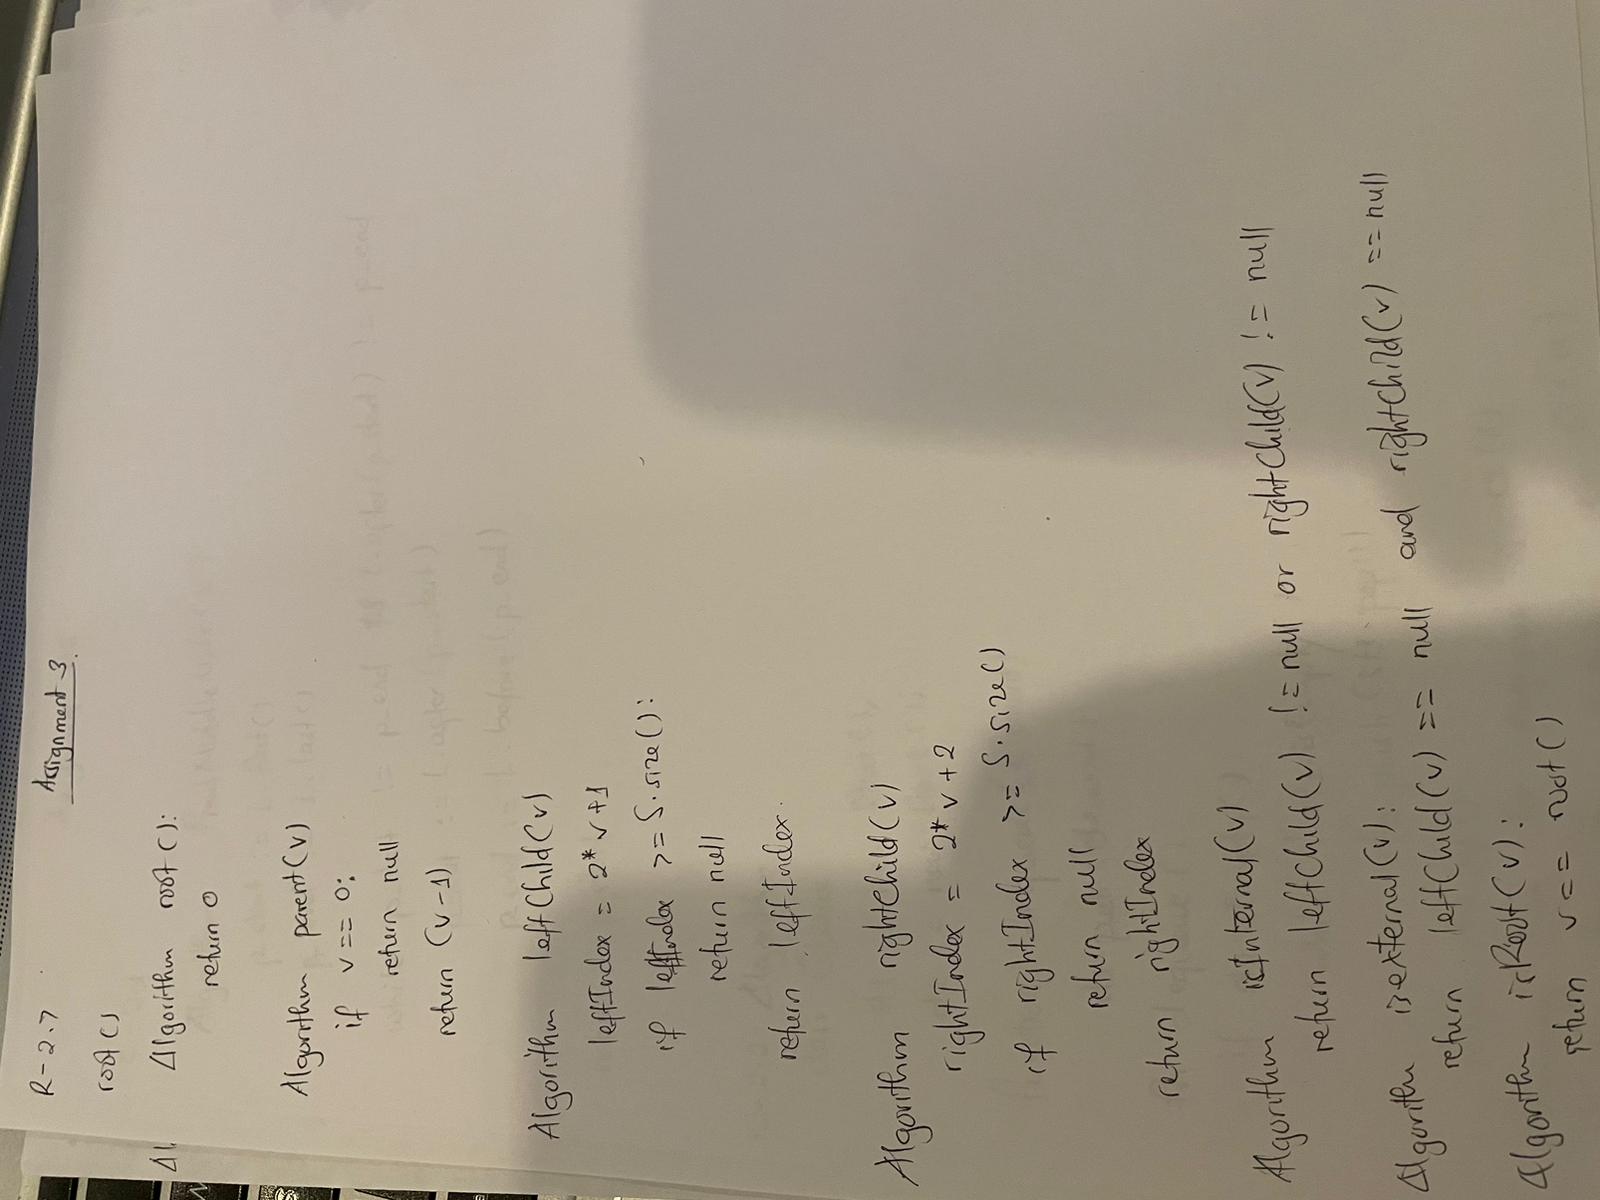 R-2.7
Assignment 3.
root()
Algorithm root():
return 0
Algorithm parent(v)
if v == 0:
return null
return (v-1)
Algorithm leftChild(v)
leftIndex = 2* v+1
if leftIndex >= S.size():
return null
return leftIndex.
Algorithm rightChild(v)
rightIndex = 2* v + 2
if rightIndex >= S.size()
return null
return rightIndex
Algorithm isInternal(v)
return leftChild(v) != null or rightChild(v) != null
Algorithm isexternal(v):
return leftChild(v) == null and rightChild(v) == null
Algorithm isRoot(v):
return v == root()